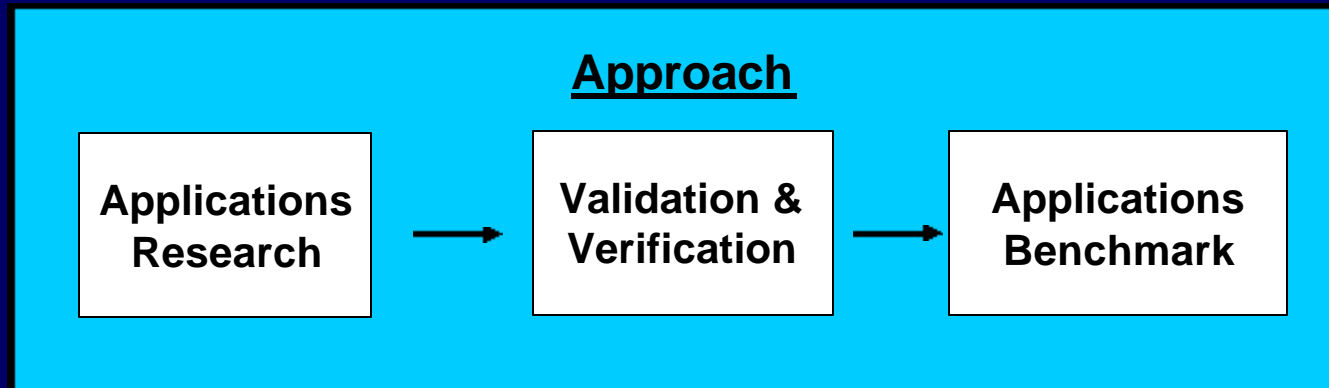 Approach
Applications
Research
Validation &
Verification
Applications
Benchmark